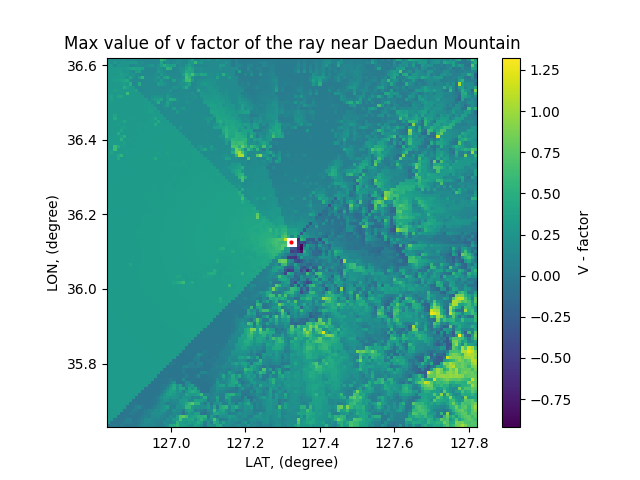 Max value of v factor of the ray near Daedun Mountain
36.6
36.4
36.2
36.0
35.8
LON, (degree)
127.0 127.2 127.4 127.6 127.8
LAT, (degree)
1.25
1.00
0.75
0.50
0.25
0.00
−0.25
−0.50
−0.75
V - factor